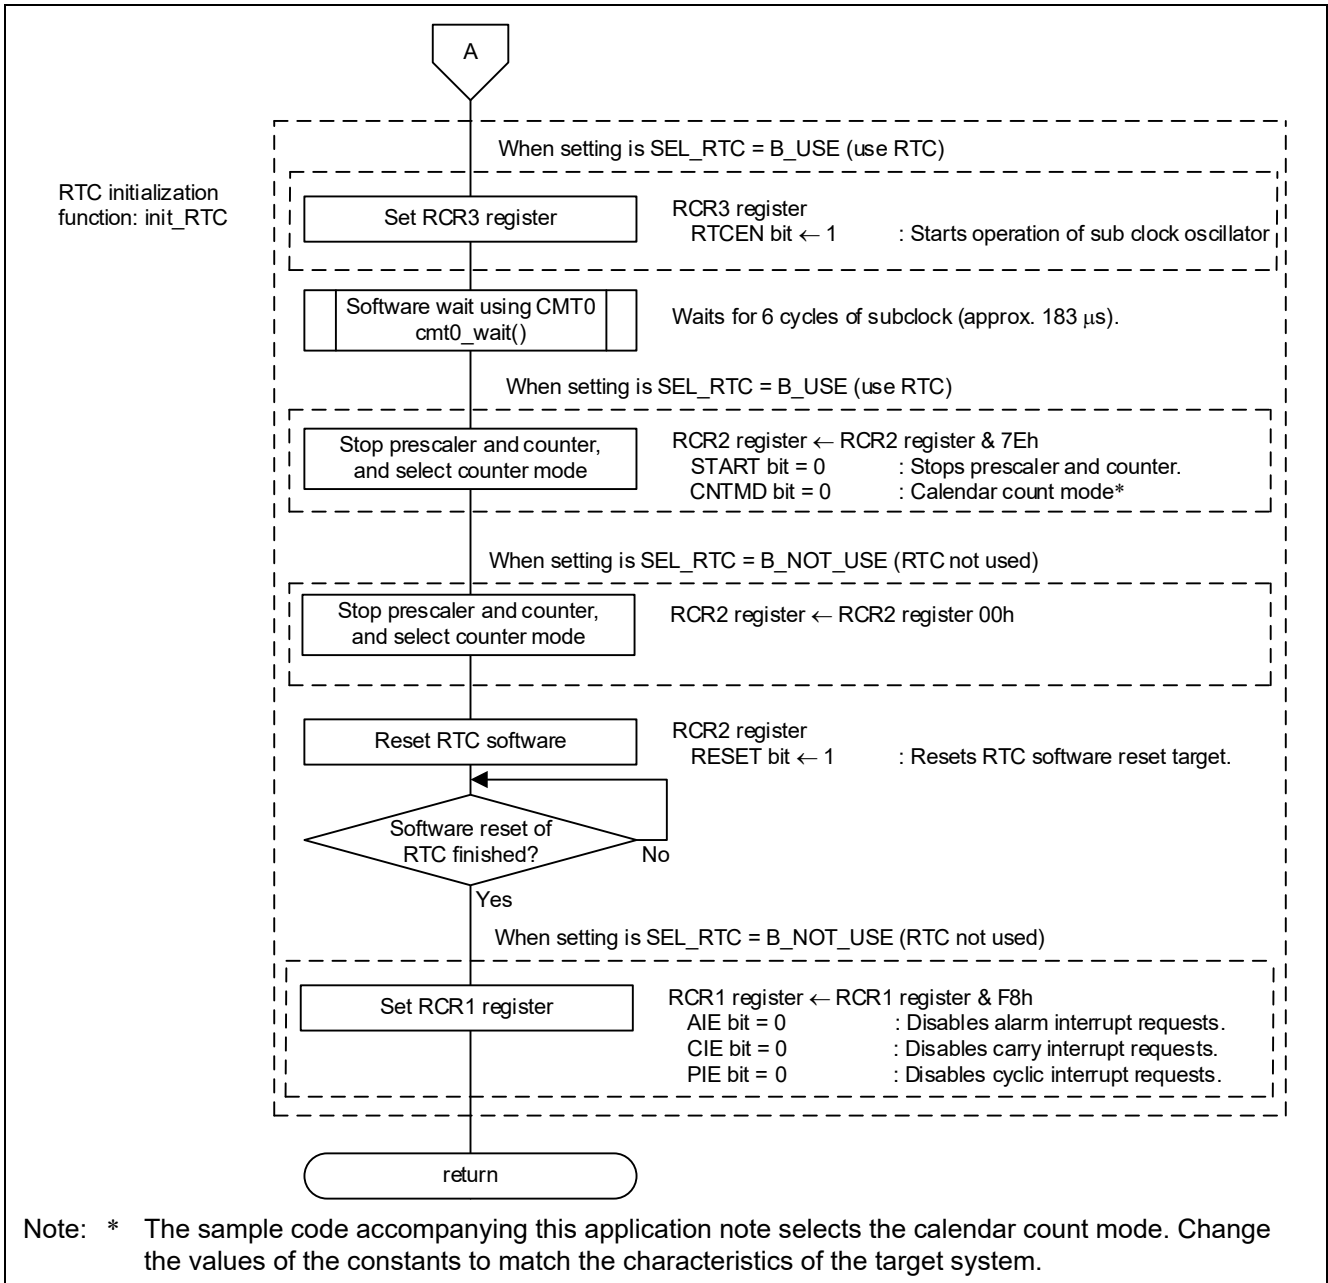 A
When setting is SEL_RTC = B_USE (use RTC)
RTC initialization
function: init_RTC
Set RCR3 register
RCR3 register
RTCEN bit ← 1 : Starts operation of sub clock oscillator
Software wait using CMT0
cmt0_wait()
Waits for 6 cycles of subclock (approx. 183 μs).
When setting is SEL_RTC = B_USE (use RTC)
Stop prescaler and counter,
and select counter mode
RCR2 register ← RCR2 register & 7Eh
START bit = 0 : Stops prescaler and counter.
CNTMD bit = 0 : Calendar count mode*
When setting is SEL_RTC = B_NOT_USE (RTC not used)
Stop prescaler and counter,
and select counter mode
RCR2 register ← RCR2 register 00h
Reset RTC software
RCR2 register
RESET bit ← 1 : Resets RTC software reset target.
Software reset of
RTC finished?
No
Yes
When setting is SEL_RTC = B_NOT_USE (RTC not used)
Set RCR1 register
RCR1 register ← RCR1 register & F8h
AIE bit = 0 : Disables alarm interrupt requests.
CIE bit = 0 : Disables carry interrupt requests.
PIE bit = 0 : Disables cyclic interrupt requests.
return
Note: * The sample code accompanying this application note selects the calendar count mode. Change
the values of the constants to match the characteristics of the target system.